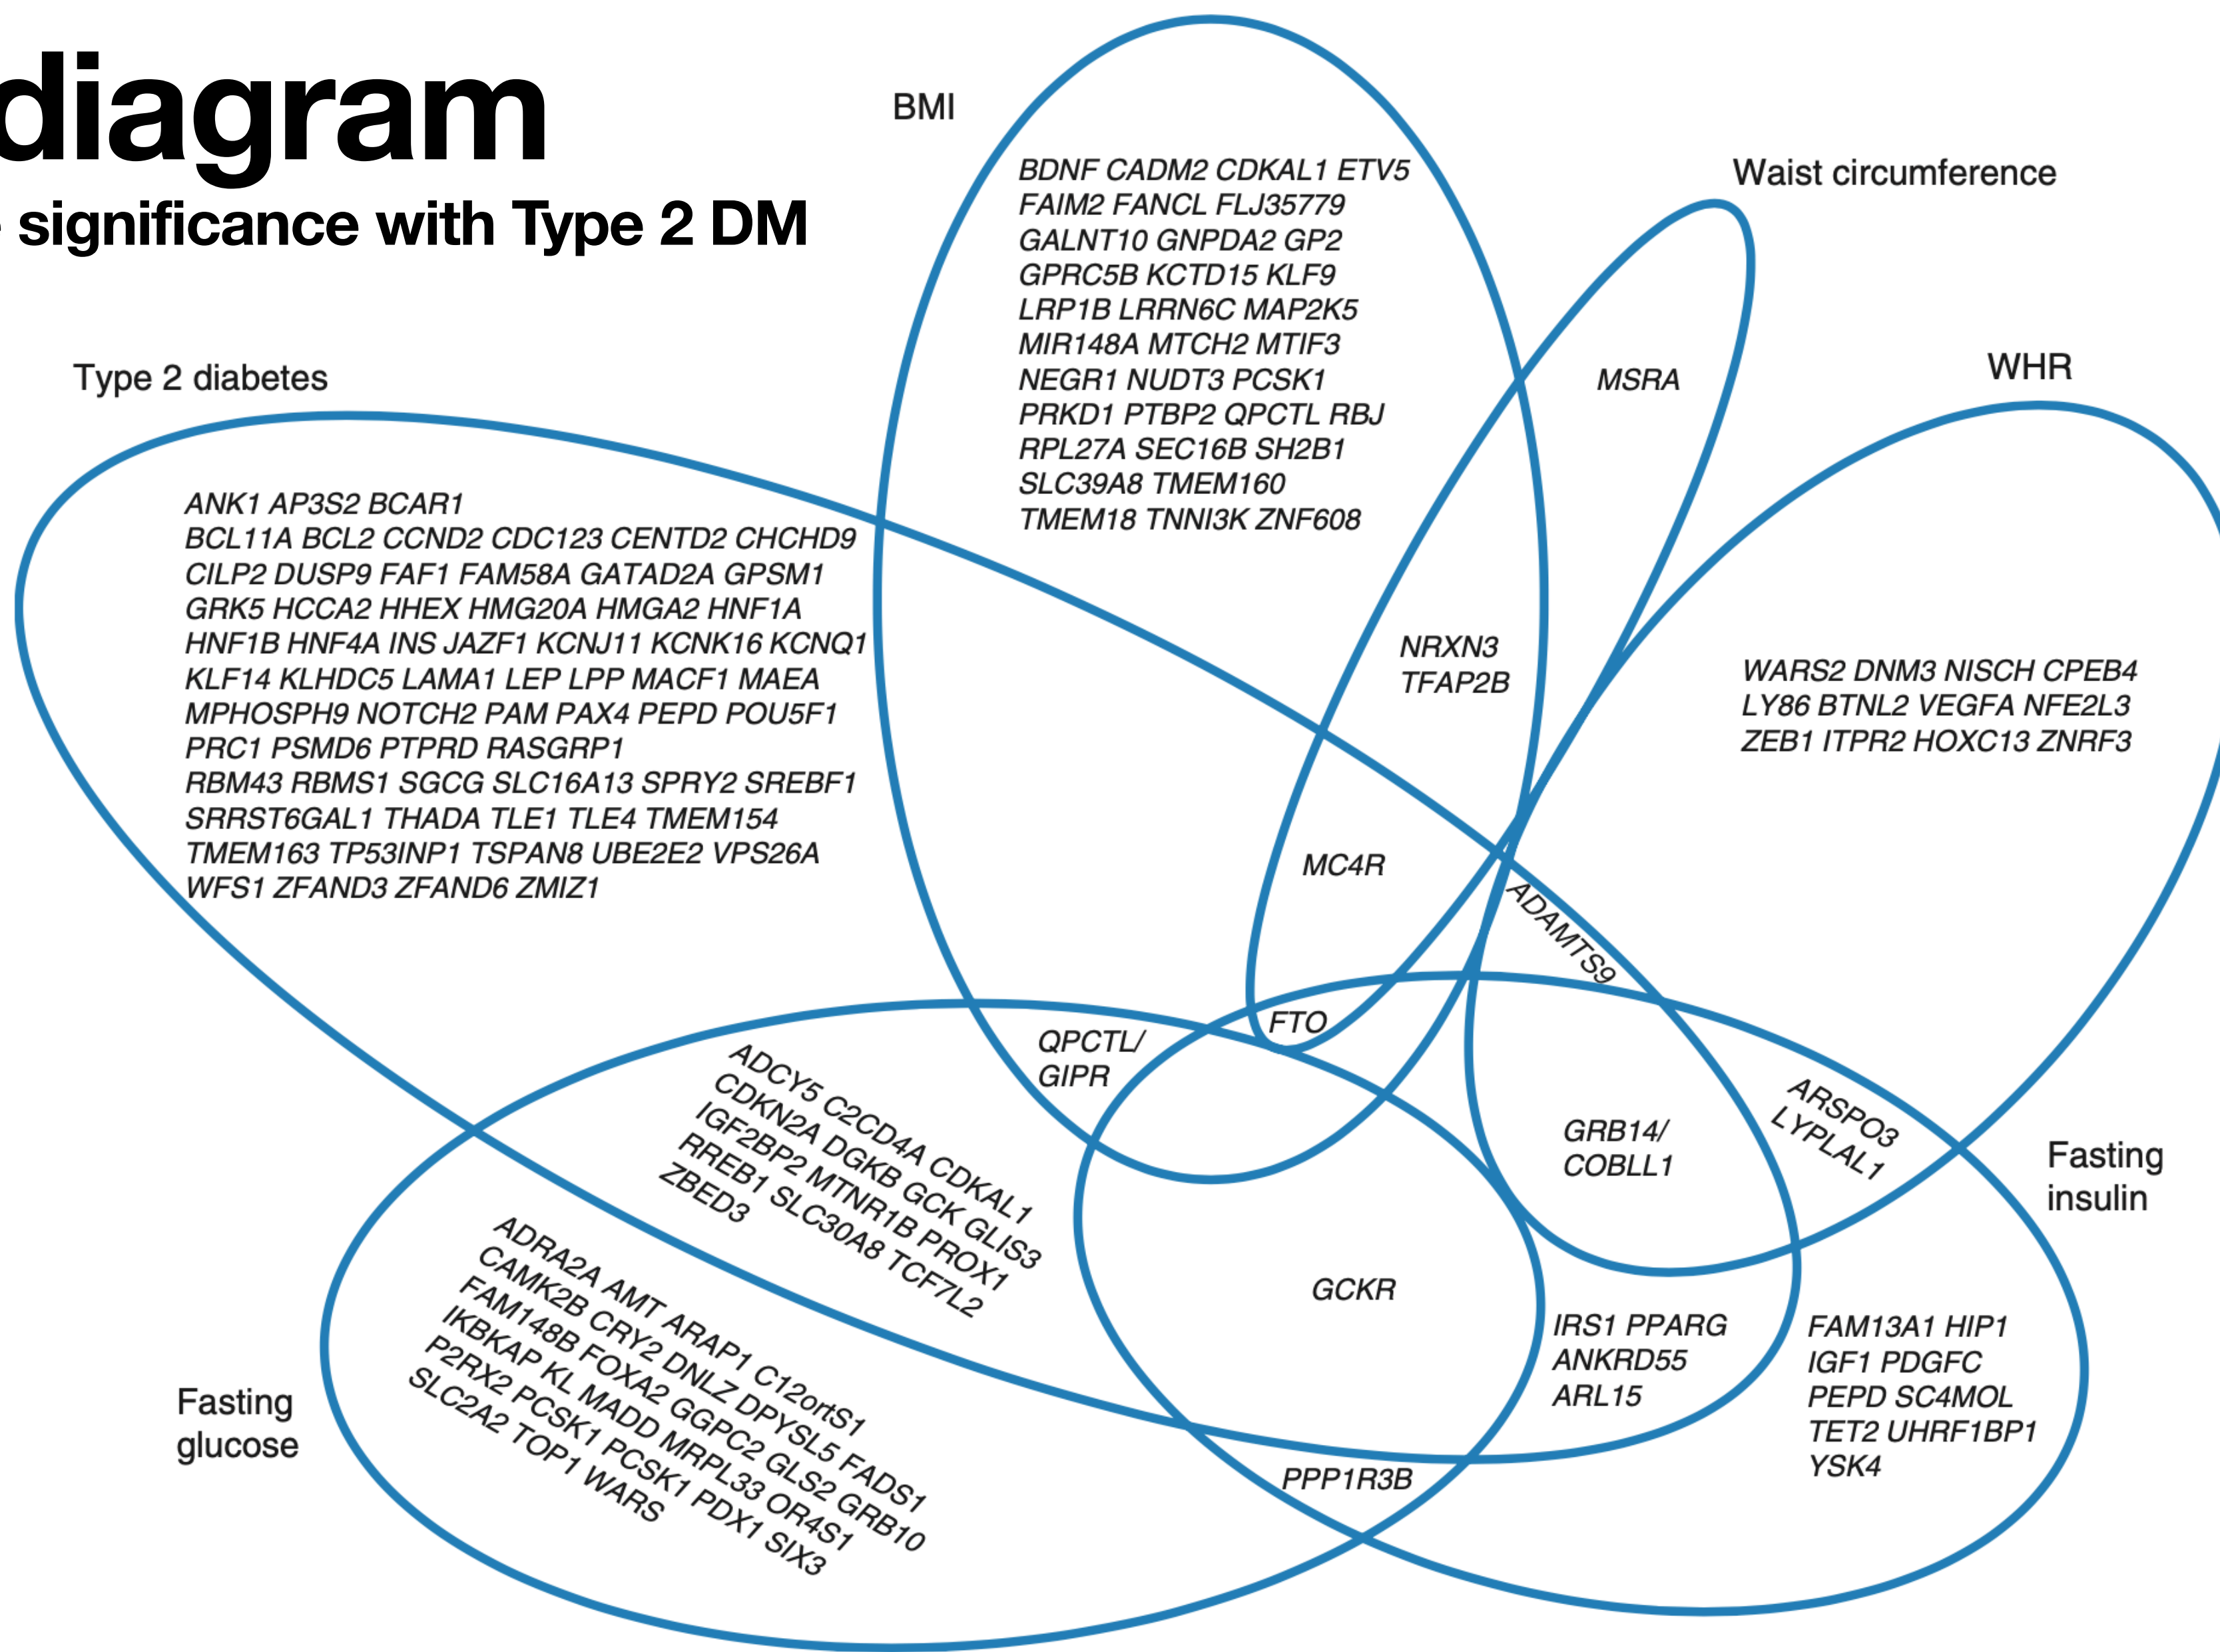 diagram
significance with Type 2 DM
BMI
BDNF CADM2 CDKAL1 ETV5
FAIM2 FANCL FLJ35779
GALNT10 GNPDA2 GP2
GPRC5B KCTD15 KLF9
LRP1B LRRN6C MAP2K5
MIR148A MTCH2 MTIF3
NEGR1 NUDT3 PCSK1
PRKD1 PTBP2 QPCTL RBJ
RPL27A SEC16B SH2B1
SLC39A8 TMEM160
TMEM18 TNNI3K ZNF608
Waist circumference
MSRA
WHR
Type 2 diabetes
ANK1 AP3S2 BCAR1
BCL11A BCL2 CCND2 CDC123 CENTD2 CHCHD9
CILP2 DUSP9 FAF1 FAM58A GATAD2A GPSM1
GRK5 HCCA2 HHEX HMG20A HMGA2 HNF1A
HNF1B HNF4A INS JAZF1 KCNJ11 KCNK16 KCNQ1
KLF14 KLHDC5 LAMA1 LEP LPP MACF1 MAEA
MPHOSPH9 NOTCH2 PAM PAX4 PEPD POU5F1
PRC1 PSMD6 PTPRD RASGRP1
RBM43 RBMS1 SGCG SLC16A13 SPRY2 SREBF1
SRRST6GAL1 THADA TLE1 TLE4 TMEM154
TMEM163 TP53INP1 TSPAN8 UBE2E2 VPS26A
WFS1 ZFAND3 ZFAND6 ZMIZ1
NRXN3
TFAP2B
WARS2 DNM3 NISCH CPEB4
LY86 BTNL2 VEGFA NFE2L3
ZEB1 ITPR2 HOXC13 ZNRF3
MC4R
ADAMTS9
FTO
QPCTL/
GIPR
ADCY5 C2CD4A CDKAL1
CDKN2A DGKB GCK GLIS3
IGF2BP2 MTNR1B PROX1
RREB1 SLC30A8 TCF7L2
ZBED3
GRB14/
COBLL1
ARSPO3
LYPLAL1
Fasting
insulin
ADRA2A AMT ARAP1 C12ortS1
CAMK2B CRY2 DNLZ DPYSL5 FADS1
FAM148B FOXA2 GGPC2 GLS2 GRB10
IKBKAP KL MADD MRPL33 OR4S1
P2RX2 PCSK1 PCSK1 PDX1 SIX3
SLC2A2 TOP1 WARS
GCKR
IRS1 PPARG
ANKRD55
ARL15
FAM13A1 HIP1
IGF1 PDGFC
PEPD SC4MOL
TET2 UHRF1BP1
YSK4
Fasting
glucose
PPP1R3B